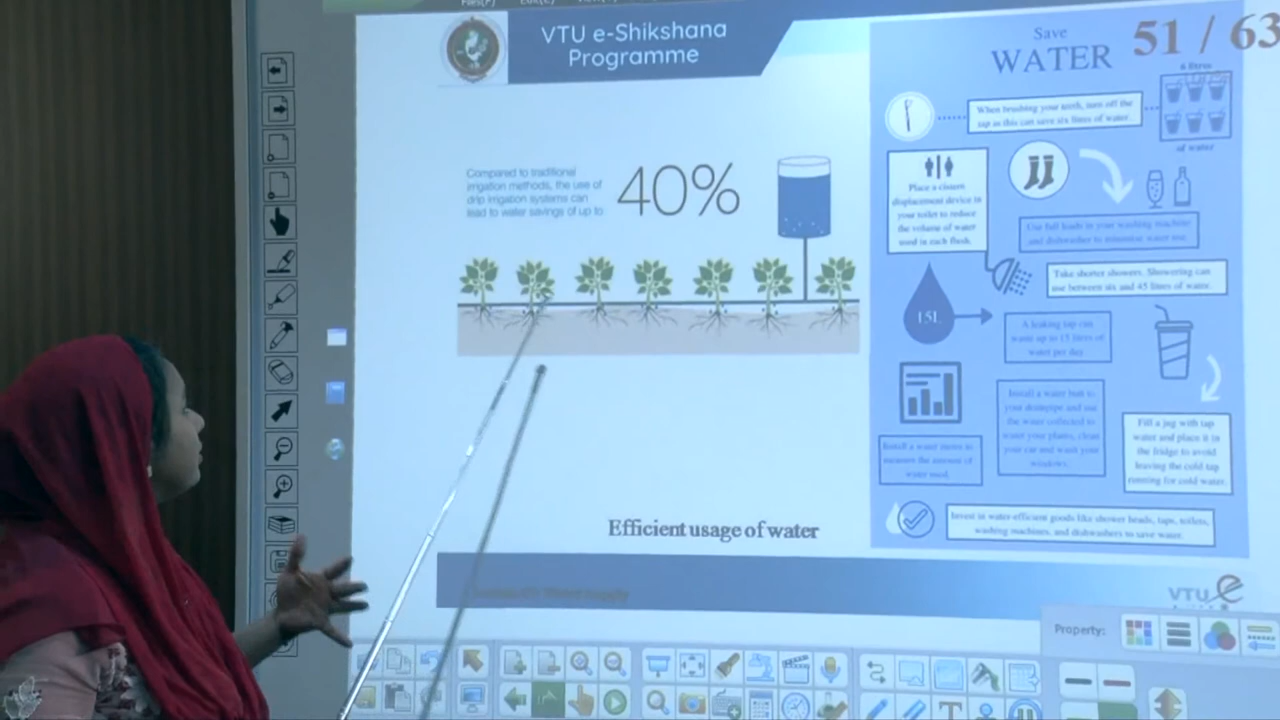 VTU e-Shikshana
Programme
Compared to traditional
irrigation methods, the use of
drip irrigation systems can
lead to water savings of up to
40%
Efficient usage of water
Save
WATER
51 / 63
6 litres
of water
When brushing your teeth, turn off the
tap as this can save six litres of water.
Place a cistern
displacement device in
your toilet to reduce
the volume of water
used in each flush.
Use full loads in your washing machine
and dishwasher to minimise water use.
Take shorter showers. Showering can
use between six and 45 litres of water.
15L
A leaking tap can
waste up to 15 litres of
water per day.
Install a water butt to
your drainpipe and use
the water collected to
water your plants, clean
your car and wash your
windows.
Install a water meter to
measure the amount of
water used.
Fill a jug with tap
water and place it in
the fridge to avoid
leaving the cold tap
running for cold water.
Invest in water-efficient goods like shower heads, taps, toilets,
washing machines, and dishwashers to save water.
VTU e
Property: